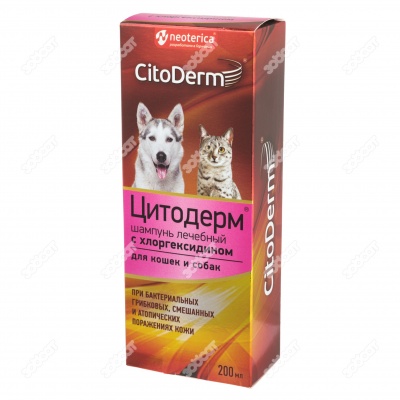 neoterica
CitoDerm
Цитодерм®
шампунь лечебный
с хлоргексидином
для кошек и собак
ПРИ БАКТЕРИАЛЬНЫХ
ГРИБКОВЫХ, СМЕШАННЫХ
И АТОПИЧЕСКИХ
ПОРАЖЕНИЯХ КОЖИ
200 мл
CitoDerm